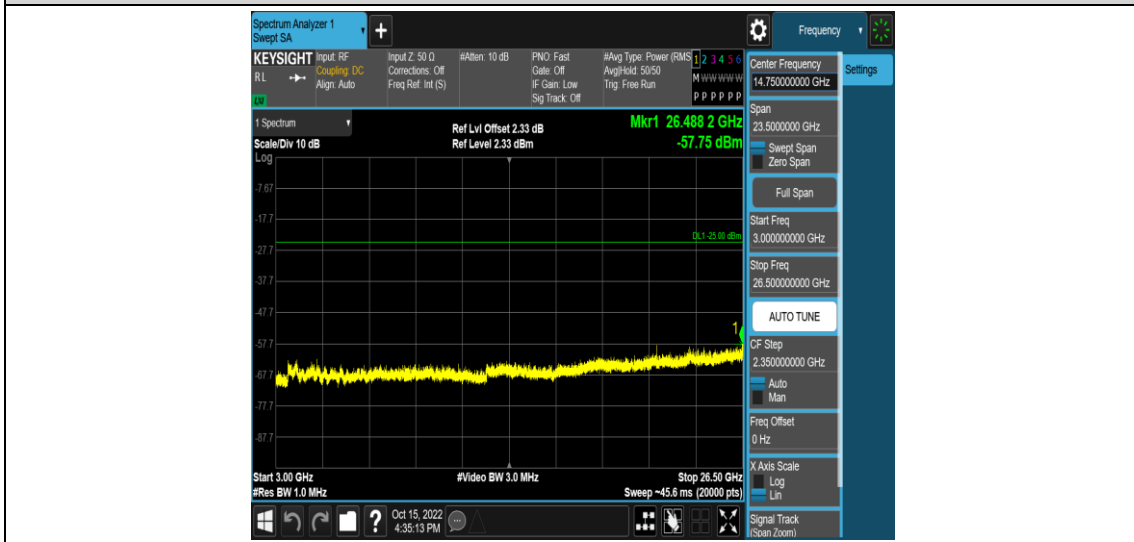 Spectrum Analyzer 1
Swept SA
+
Frequency
KEYSIGHT
RL
LXI
Input: RF
Coupling: DC
Align: Auto
Input Z: 50 Ω
Corrections: Off
Freq Ref: Int (S)
#Atten: 10 dB
PNO: Fast
Gate: Off
IF Gain: Low
Sig Track: Off
#Avg Type: Power (RMS
Avg|Hold: 50/50
Trig: Free Run
1 2 3 4 5 6
M W W W W W
P P P P P P
Center Frequency
14.750000000 GHz
Settings
1 Spectrum
Scale/Div 10 dB
Log
Ref Lvl Offset 2.33 dB
Ref Level 2.33 dBm
Mkr1 26.488 2 GHz
-57.75 dBm
Span
23.5000000 GHz
Swept Span
Zero Span
Full Span
Start Freq
3.000000000 GHz
Stop Freq
26.500000000 GHz
AUTO TUNE
CF Step
2.350000000 GHz
Auto
Man
Freq Offset
0 Hz
X Axis Scale
Log
Lin
Signal Track
(Span Zoom)
-7.67
-17.7
DL1 -25.00 dBm
-27.7
-37.7
-47.7
1
-57.7
-67.7
-77.7
-87.7
Start 3.00 GHz
#Video BW 3.0 MHz
Stop 26.50 GHz
#Res BW 1.0 MHz
Sweep ~45.6 ms (20000 pts)
?
Oct 15, 2022
4:35:13 PM